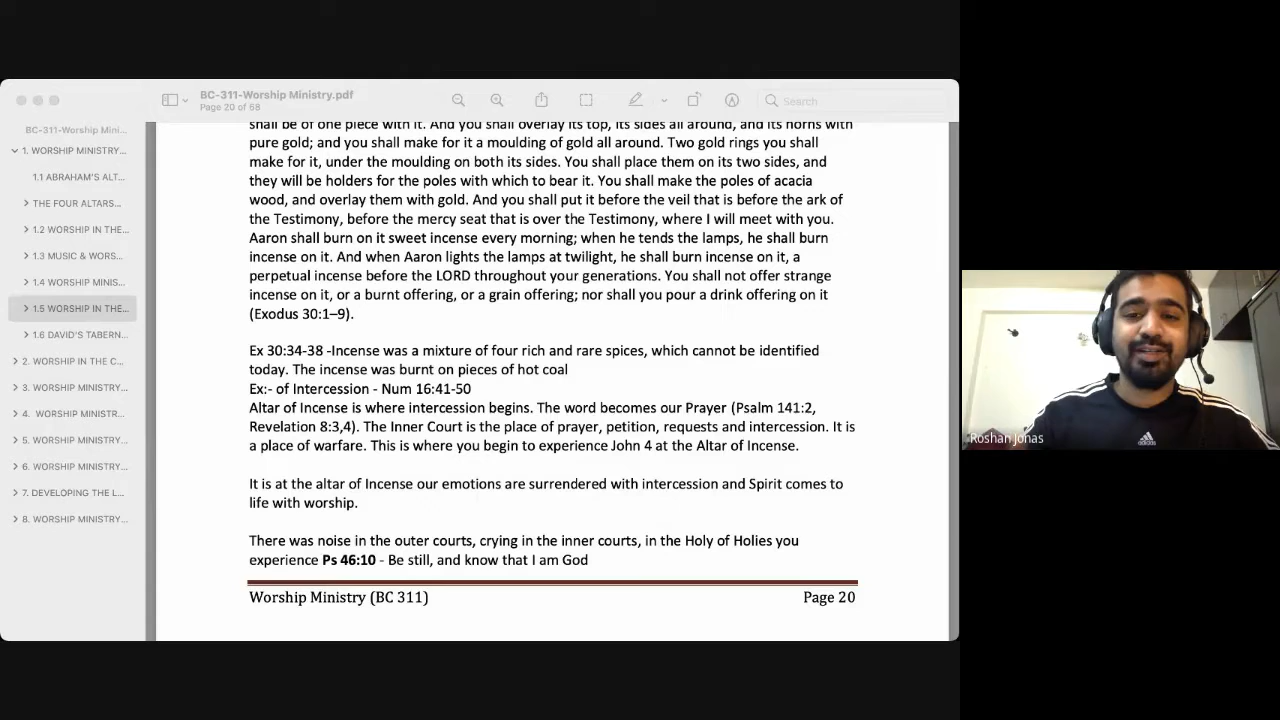 BC-311-Worship Ministry.pdf
Page 20 of 68
Search
BC-311-Worship Mini...
1. WORSHIP MINISTRY...
1.1 ABRAHAM'S ALT...
THE FOUR ALTARS...
1.2 WORSHIP IN THE...
1.3 MUSIC & WORS...
1.4 WORSHIP MINIS...
1.5 WORSHIP IN THE...
1.6 DAVID'S TABERN...
2. WORSHIP IN THE C...
3. WORSHIP MINISTRY...
4. WORSHIP MINISTR...
5. WORSHIP MINISTRY...
6. WORSHIP MINISTRY...
7. DEVELOPING THE L...
8. WORSHIP MINISTRY...
shall be of one piece with it. And you shall overlay its top, its sides all around, and its horns with
pure gold; and you shall make for it a moulding of gold all around. Two gold rings you shall
make for it, under the moulding on both its sides. You shall place them on its two sides, and
they will be holders for the poles with which to bear it. You shall make the poles of acacia
wood, and overlay them with gold. And you shall put it before the veil that is before the ark of
the Testimony, before the mercy seat that is over the Testimony, where I will meet with you.
Aaron shall burn on it sweet incense every morning; when he tends the lamps, he shall burn
incense on it. And when Aaron lights the lamps at twilight, he shall burn incense on it, a
perpetual incense before the LORD throughout your generations. You shall not offer strange
incense on it, or a burnt offering, or a grain offering; nor shall you pour a drink offering on it
(Exodus 30:1–9).
Ex 30:34-38 -Incense was a mixture of four rich and rare spices, which cannot be identified
today. The incense was burnt on pieces of hot coal
Ex:- of Intercession - Num 16:41-50
Altar of Incense is where intercession begins. The word becomes our Prayer (Psalm 141:2,
Revelation 8:3,4). The Inner Court is the place of prayer, petition, requests and intercession. It is
a place of warfare. This is where you begin to experience John 4 at the Altar of Incense.
It is at the altar of Incense our emotions are surrendered with intercession and Spirit comes to
life with worship.
There was noise in the outer courts, crying in the inner courts, in the Holy of Holies you
experience Ps 46:10 - Be still, and know that I am God
Worship Ministry (BC 311)
Page 20
adidas
Roshan Jonas